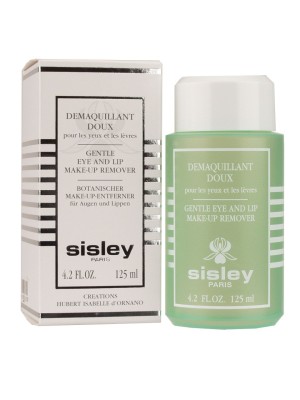 DEMAQUILLANT
DOUX
pour les yeux et les lèvres
GENTLE
EYE AND LIP
MAKE-UP REMOVER
BOTANISCHER
MAKE-UP-ENTFERNER
für Augen und Lippen
sisley
PARIS
4.2 FL.OZ. 125 ml
CREATIONS
HUBERT ISABELLE d'ORNANO
DEMAQUILLANT
DOUX
pour les yeux et les lèvres
GENTLE EYE AND LIP
MAKE-UP REMOVER
sisley
PARIS
4.2 FL.OZ. 125 ml